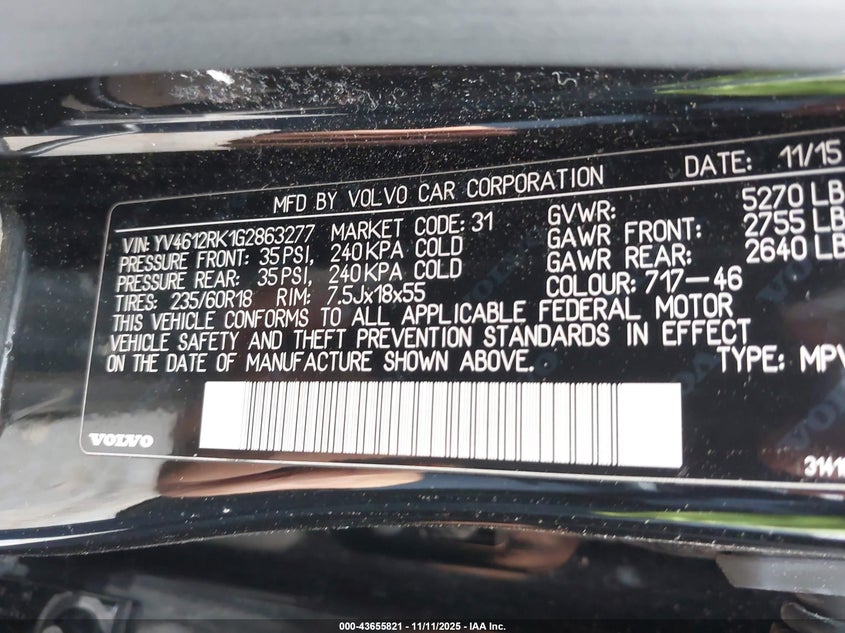 MFD BY VOLVO CAR CORPORATION DATE: 11/15
VIN: YV4612RK1G2863277 MARKET CODE: 31 GVWR: 5270 LB
PRESSURE FRONT: 35 PSI, 240 KPA COLD GAWR FRONT: 2755 LB
PRESSURE REAR: 35 PSI, 240 KPA COLD GAWR REAR: 2640 LB
TIRES: 235/60R18 RIM: 7.5Jx18x55 COLOUR: 717-46
THIS VEHICLE CONFORMS TO ALL APPLICABLE FEDERAL MOTOR
VEHICLE SAFETY AND THEFT PREVENTION STANDARDS IN EFFECT
ON THE DATE OF MANUFACTURE SHOWN ABOVE. TYPE: MPV
VOLVO
000-43655821 - 11/11/2025 - IAA Inc.